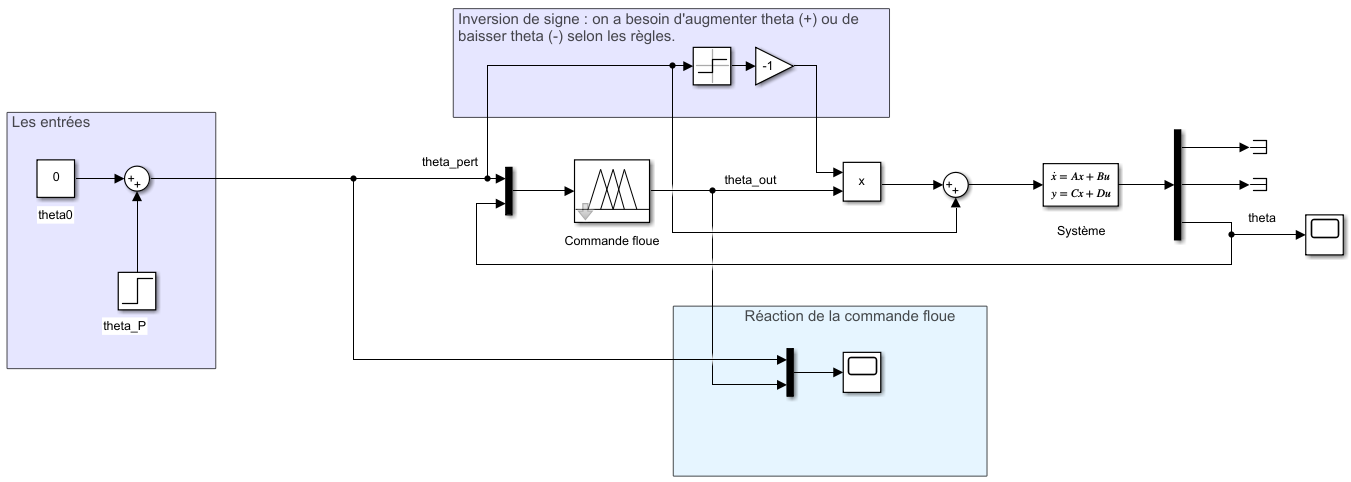 Inversion de signe : on a besoin d'augmenter theta (+) ou de
baisser theta (-) selon les règles.
-1
Les entrées
0
theta0
+
+
theta_P
theta_pert
Commande floue
theta_out
x
+
+
ẋ = Ax + Bu
y = Cx + Du
Système
theta
Réaction de la commande floue